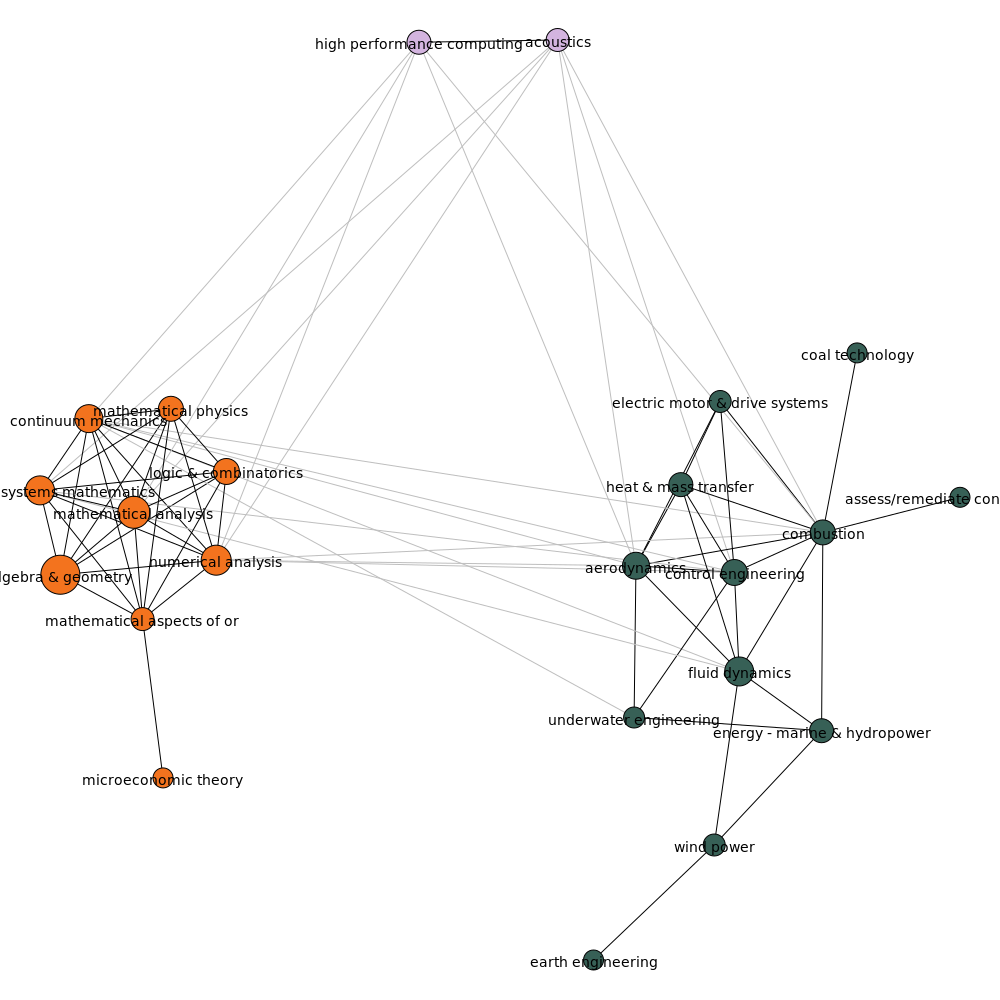 high performance computing
acoustics
coal technology
electric motor & drive systems
mathematical physics
continuum mechanics
logic & combinatorics
heat & mass transfer
systems mathematics
assess/remediate con
mathematical analysis
combustion
numerical analysis
aerodynamics
control engineering
lgebra & geometry
mathematical aspects of or
fluid dynamics
underwater engineering
energy - marine & hydropower
microeconomic theory
wind power
earth engineering